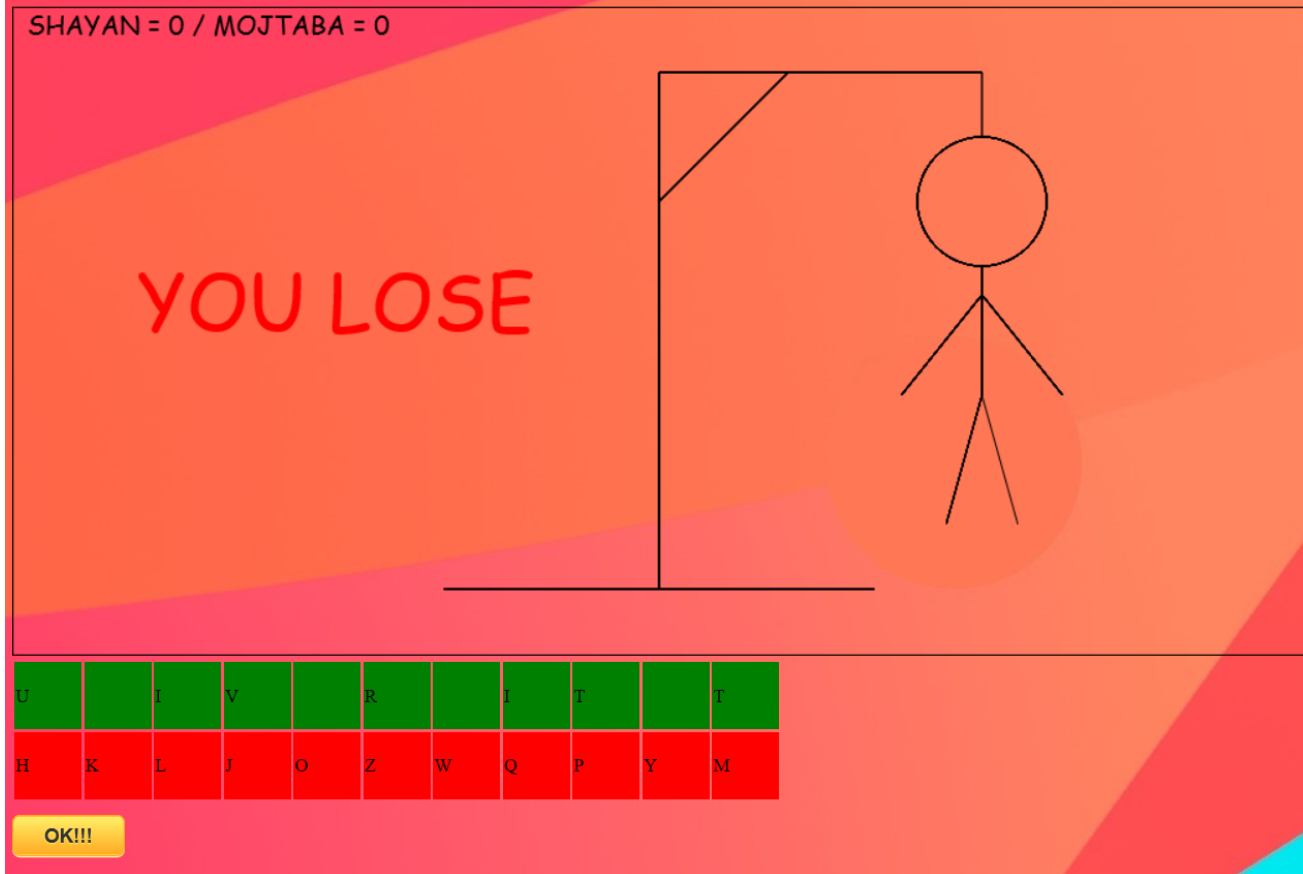 SHAYAN = 0 / MOJTABA = 0
YOU LOSE
U I V R I T T
H K L J O Z W Q P Y M
OK!!!